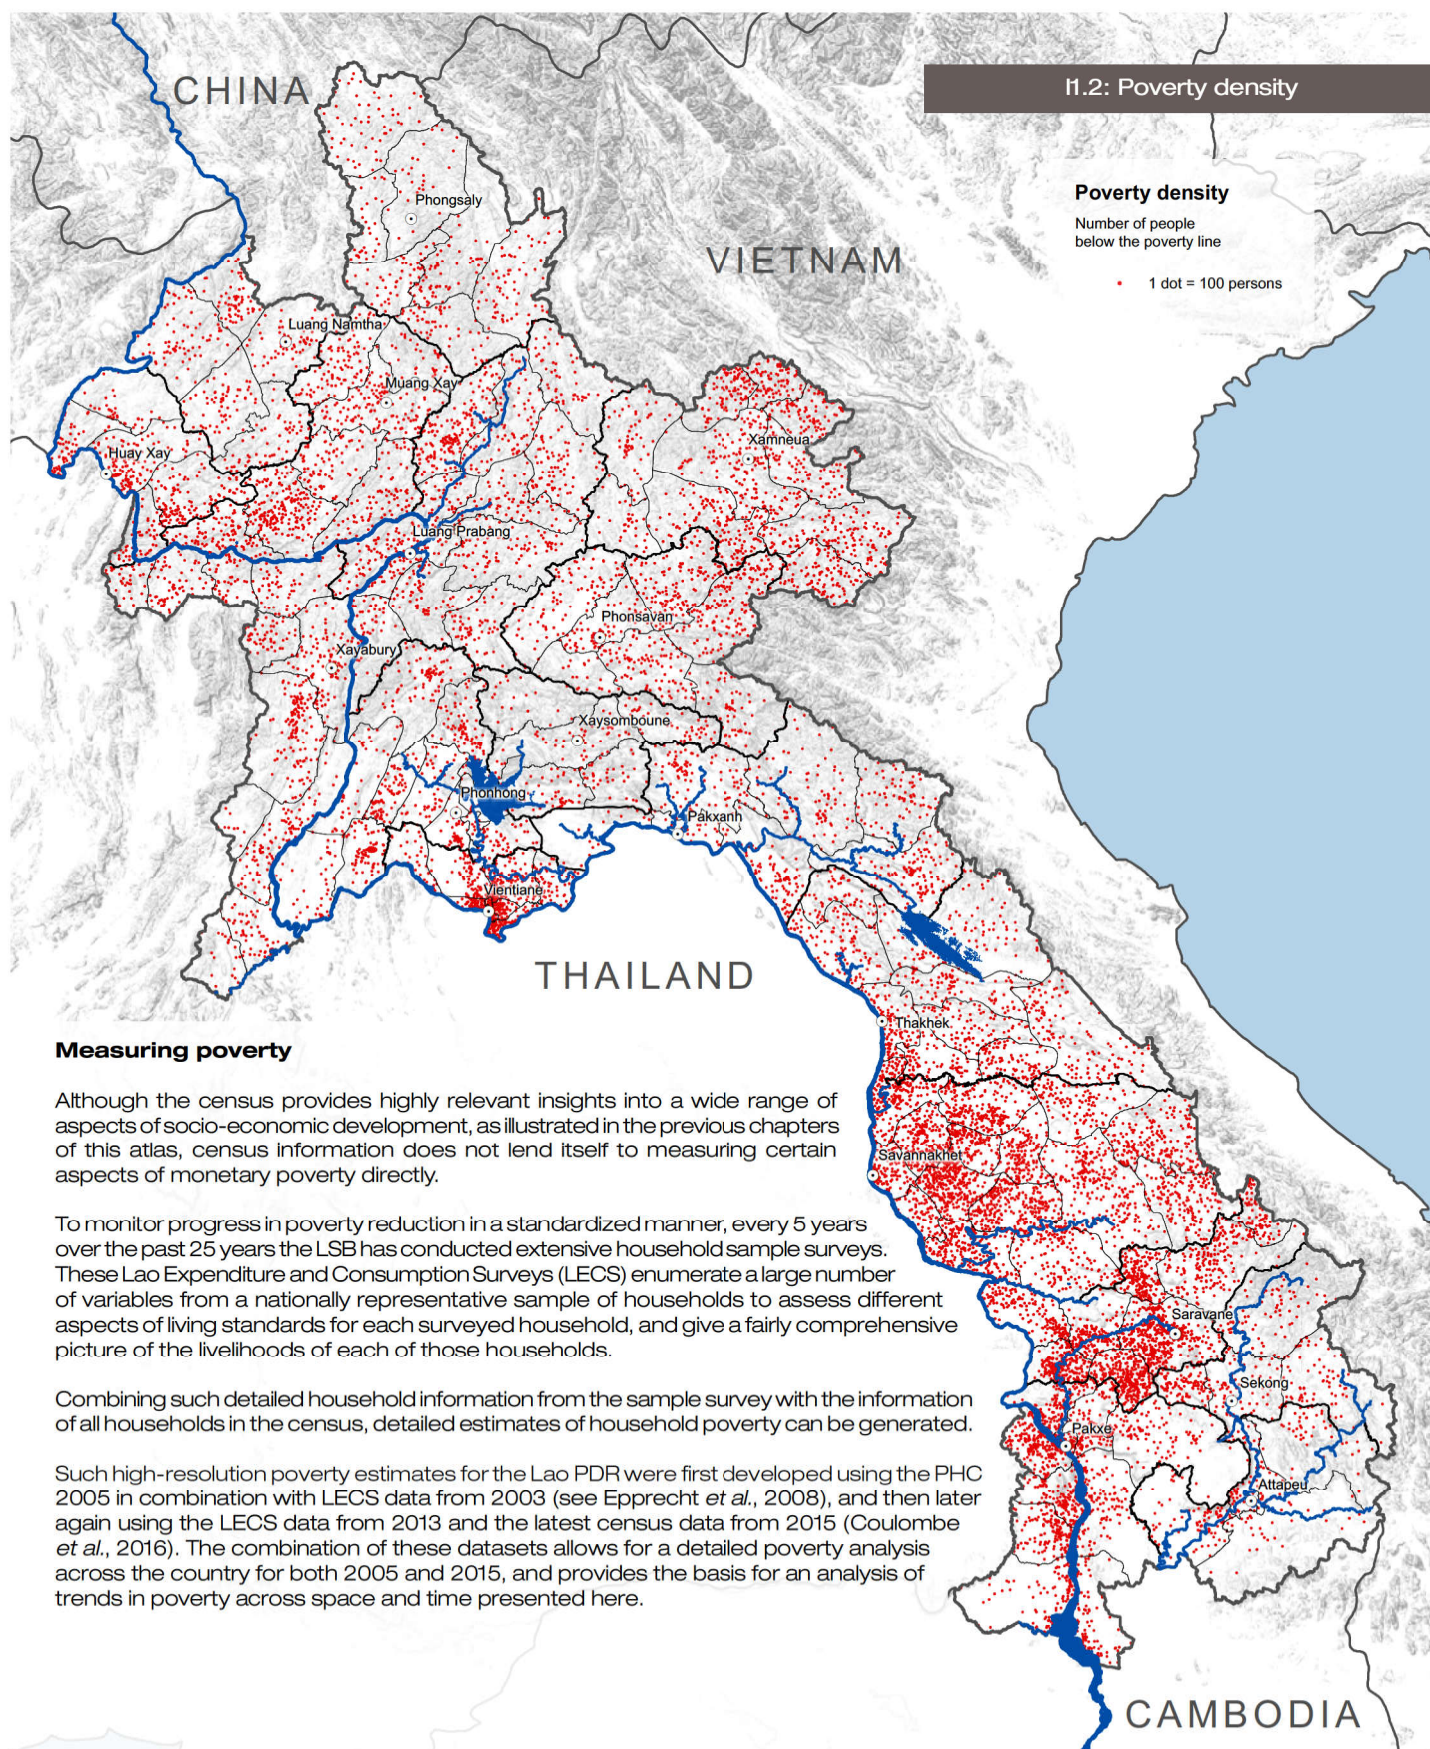 I1.2: Poverty density
CHINA
Poverty density
Number of people
below the poverty line
1 dot = 100 persons
Phongsaly
VIETNAM
Luang Namtha
Muang Xay
Xamneua
Huay Xay
Luang Prabang
Phonsavan
Xayabury
Xaysomboune
Phonhong
Pakxanh
Vientiane
THAILAND
Thakhek
Savannakhet
Saravane
Sekong
Pakxe
Attapeu
CAMBODIA
Measuring poverty
Although the census provides highly relevant insights into a wide range of
aspects of socio-economic development, as illustrated in the previous chapters
of this atlas, census information does not lend itself to measuring certain
aspects of monetary poverty directly.
To monitor progress in poverty reduction in a standardized manner, every 5 years
over the past 25 years the LSB has conducted extensive household sample surveys.
These Lao Expenditure and Consumption Surveys (LECS) enumerate a large number
of variables from a nationally representative sample of households to assess different
aspects of living standards for each surveyed household, and give a fairly comprehensive
picture of the livelihoods of each of those households.
Combining such detailed household information from the sample survey with the information
of all households in the census, detailed estimates of household poverty can be generated.
Such high-resolution poverty estimates for the Lao PDR were first developed using the PHC
2005 in combination with LECS data from 2003 (see Epprecht et al., 2008), and then later
again using the LECS data from 2013 and the latest census data from 2015 (Coulombe
et al., 2016). The combination of these datasets allows for a detailed poverty analysis
across the country for both 2005 and 2015, and provides the basis for an analysis of
trends in poverty across space and time presented here.